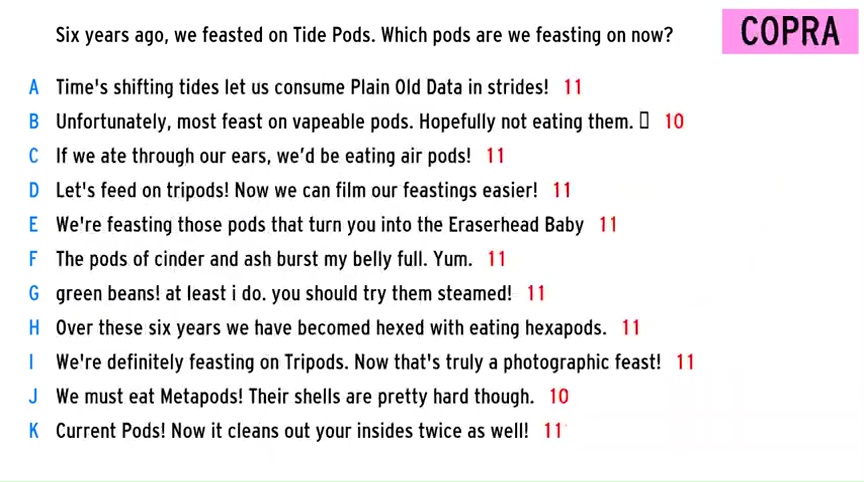 Six years ago, we feasted on Tide Pods. Which pods are we feasting on now?
COPRA
A Time's shifting tides let us consume Plain Old Data in strides! 11
B Unfortunately, most feast on vapeable pods. Hopefully not eating them. 10
C If we ate through our ears, we'd be eating air pods! 11
D Let's feed on tripods! Now we can film our feastings easier! 11
E We're feasting those pods that turn you into the Eraserhead Baby 11
F The pods of cinder and ash burst my belly full. Yum. 11
G green beans! at least i do. you should try them steamed! 11
H Over these six years we have becomed hexed with eating hexapods. 11
I We're definitely feasting on Tripods. Now that's truly a photographic feast! 11
J We must eat Metapods! Their shells are pretty hard though. 10
K Current Pods! Now it cleans out your insides twice as well! 11